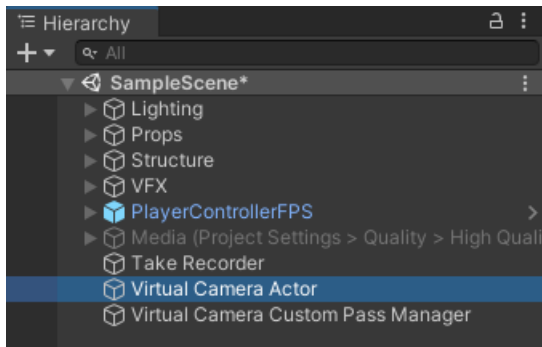 Hierarchy
All
SampleScene*
Lighting
Props
Structure
VFX
PlayerControllerFPS
Media (Project Settings > Quality > High Quali
Take Recorder
Virtual Camera Actor
Virtual Camera Custom Pass Manager